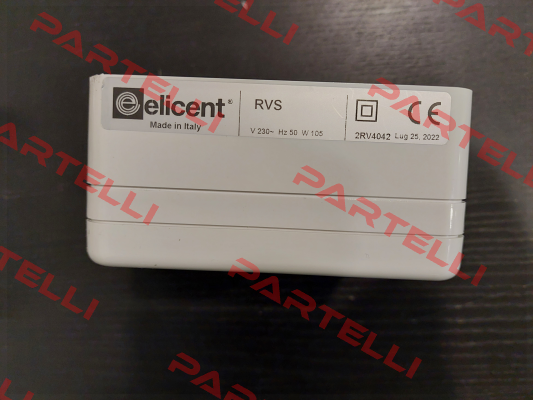 elicent®
Made in Italy
RVS
V 230~ Hz 50 W 105
2RV4042 Lug 25, 2022
CE
PARTELLI
PARTELLI
PARTELLI
PARTELLI
PARTELLI
PARTELLI